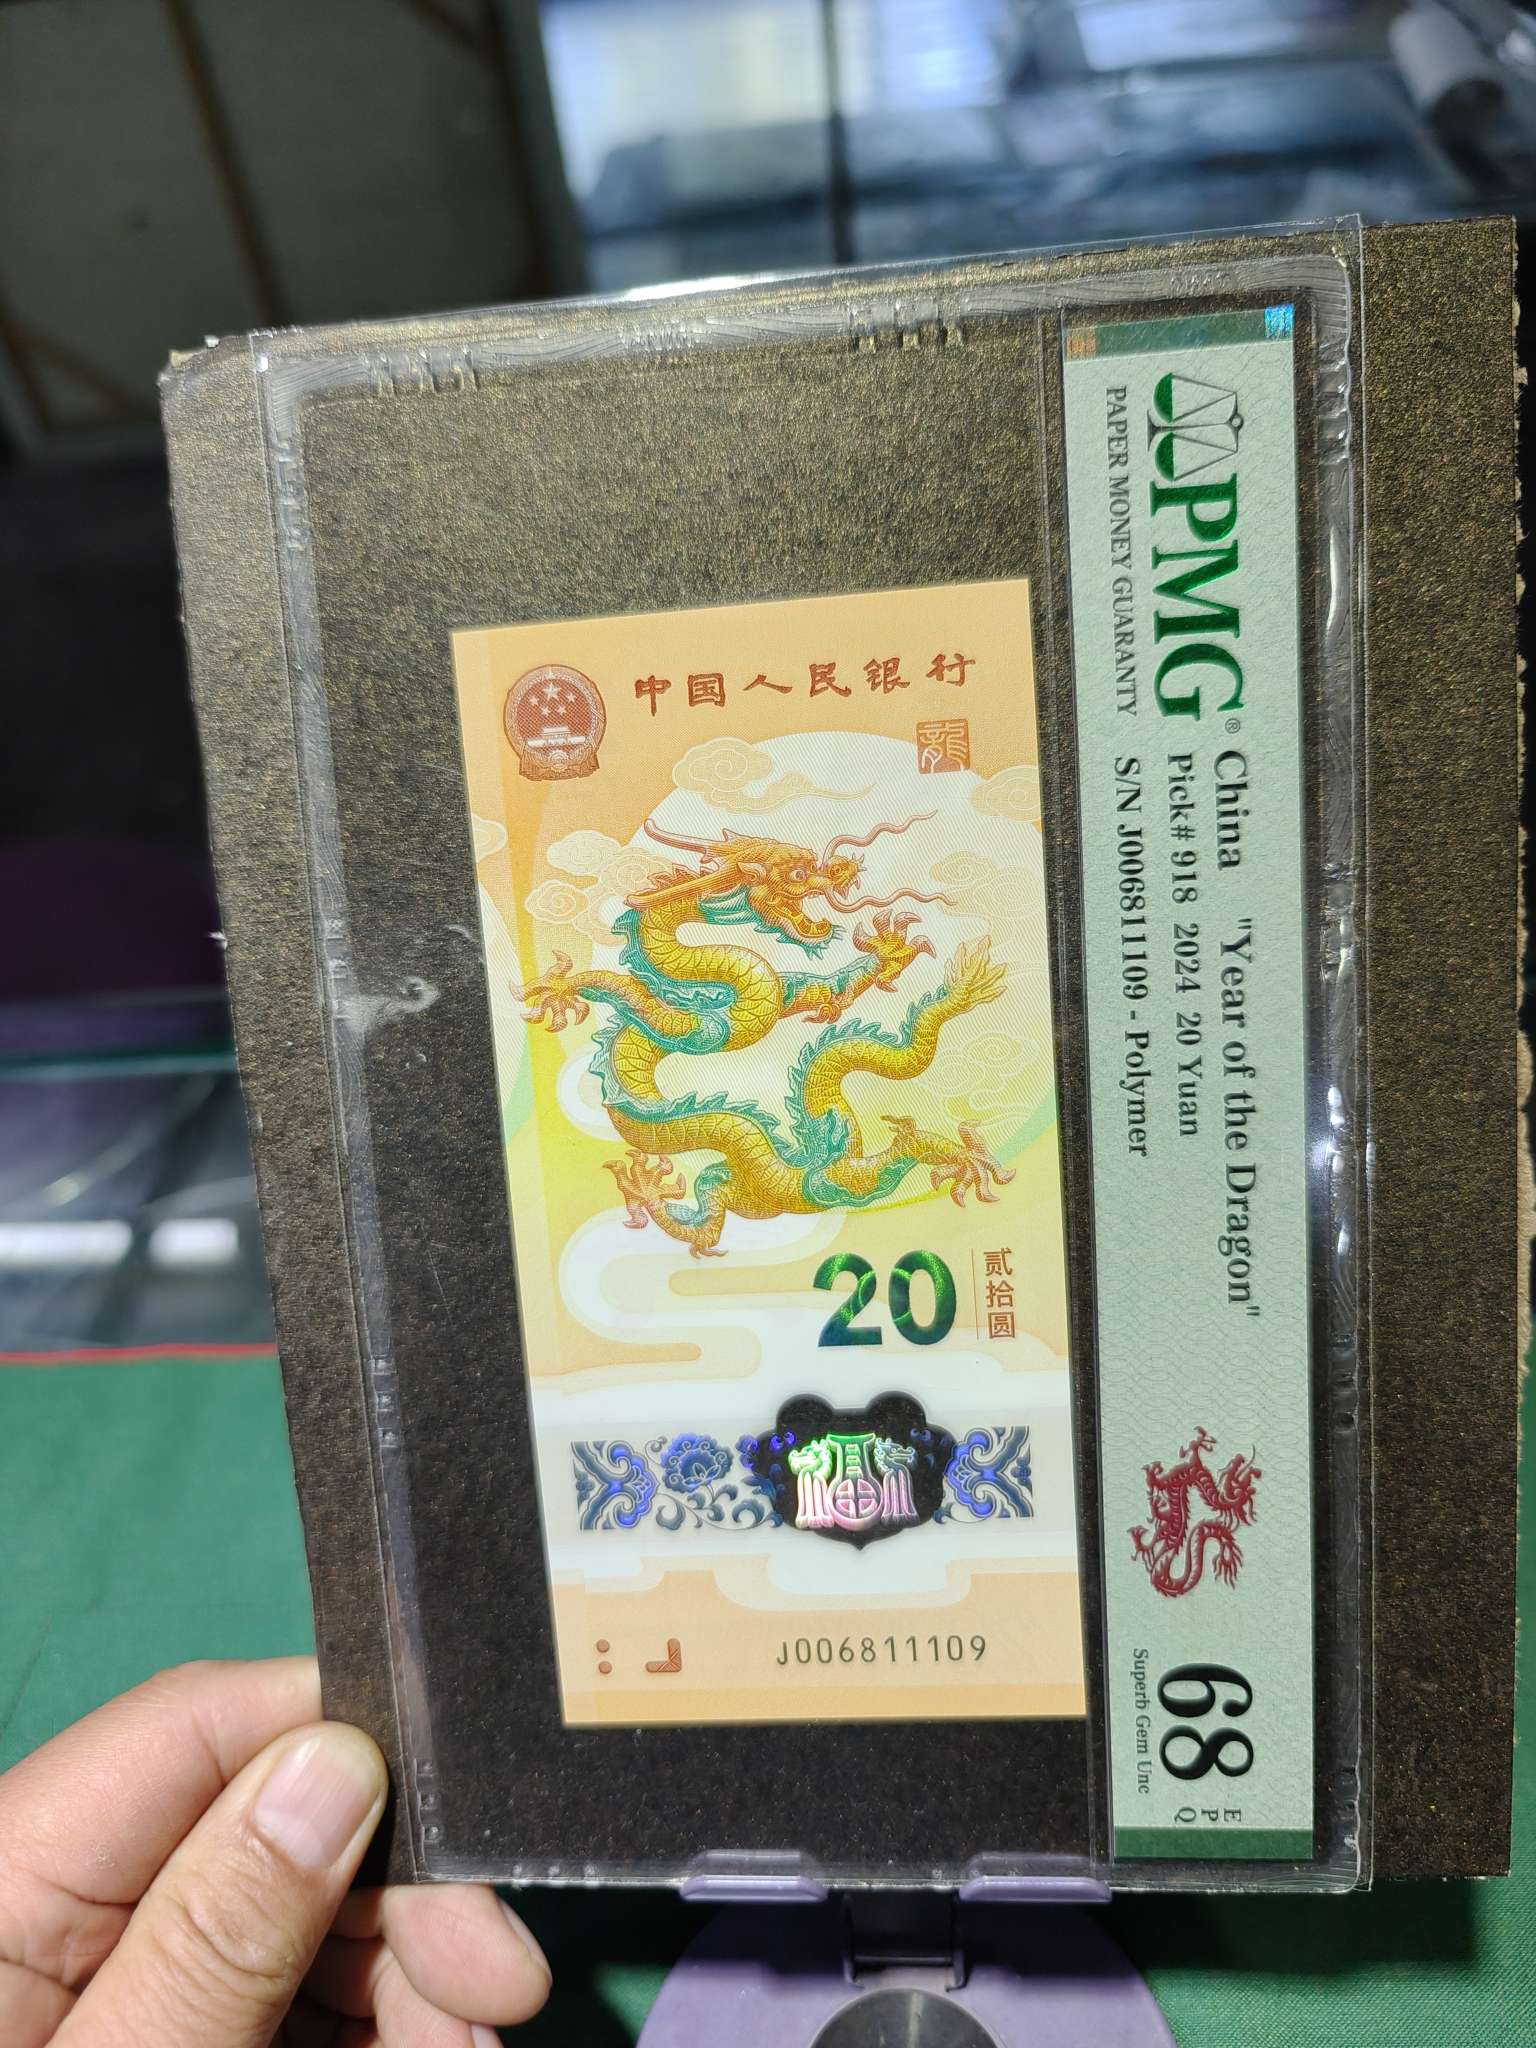 中国人民银行
龍
20
贰拾圆
J006811109
PMG®
PAPER MONEY GUARANTY
China "Year of the Dragon"
Pick# 918 2024 20 Yuan
S/N J006811109 - Polymer
68
EPQ
Superb Gem Unc